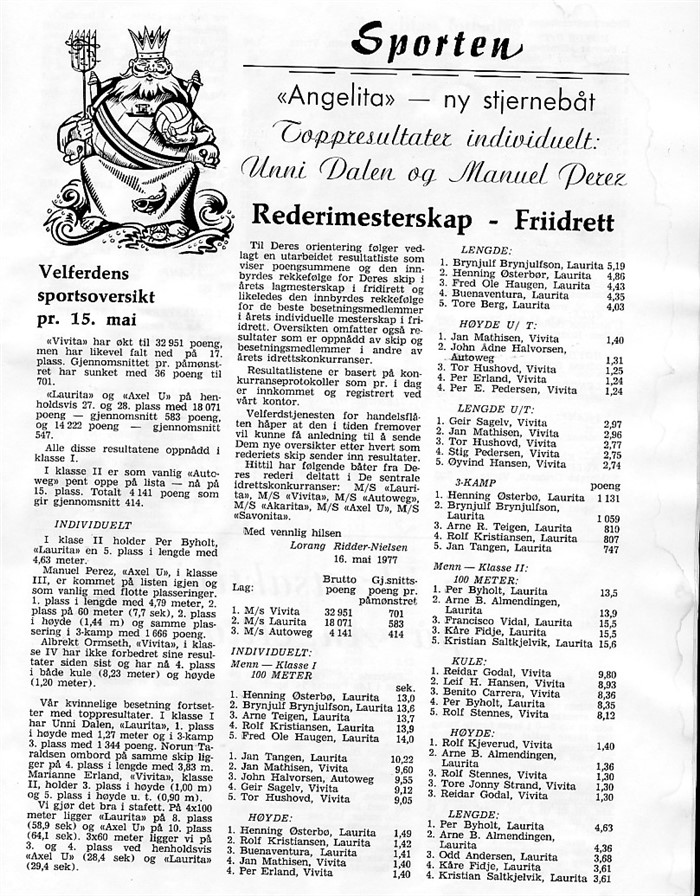 Sporten
«Angelita» — ny stjernebåt
Toppresultater individuelt:
Unni Dalen og Manuel Perez
Rederimesterskap - Friidrett
Velferdens
sportsoversikt
pr. 15. mai
«Vivita» har økt til 32 951 poeng,
men har likevel falt ned på 17.
plass. Gjennomsnittet pr. påmønst-
ret har sunket med 36 poeng til
701.
«Laurita» og «Axel U» på hen-
holdsvis 27. og 28. plass med 18 071
poeng — gjennomsnitt 583 poeng,
og 14 222 poeng — gjennomsnitt
547.
Alle disse resultatene oppnådd i
klasse I.
I klasse II er som vanlig «Auto-
weg» pent oppe på lista — nå på
15. plass. Totalt 4 141 poeng som
gir gjennomsnitt 414.
INDIVIDUELT
I klase II holder Per Byholt,
«Laurita» en 5. plass i lengde med
4,63 meter.
Manuel Perez, «Axel U», i klasse
III, er kommet på listen igjen og
som vanlig med flotte plasseringer.
1. plass i lengde med 4,79 meter, 2.
plass på 60 meter (7,7 sek), 2. plass
i høyde (1,44 m) og samme plas-
sering i 3-kamp med 1 666 poeng.
Albrekt Ormseth, «Vivita», i klas-
se IV har ikke forbedret sine resul-
tater siden sist og har nå 4. plass
i både kule (8,23 meter) og høyde
(1,20 meter).
Vår kvinnelige besetning fortset-
ter med toppresultater. I klasse I
har Unni Dalen, «Laurita», 1. plass
i høyde med 1,27 meter og i 3-kamp
3. plass med 1 344 poeng. Norun Ta-
raldsen ombord på samme skip lig-
ger på 4. plass i lengde med 3,83 m.
Marianne Erland, «Vivita», klasse
II, holder 3. plass i høyde (1,00 m)
og 5. plass i høyde u. t. (0,90 m).
Vi gjør det bra i stafett. På 4x100
meter ligger «Laurita» på 8. plass
(58,9 sek) og «Axel U» på 10. plass
(64,1 sek). 3x60 meter ligger vi på
3. og 4. plass ved henholdsvis
«Axel U» (28,4 sek) og «Laurita»
(29,4 sek).
Til Deres orientering følger ved-
lagt en utarbeidet resultatliste som
viser poengsummene og den inn-
byrdes rekkefølge for Deres skip i
årets lagmesterskap i fridirett og
likeledes den innbyrdes rekkefølge
for de beste besetningsmedlemmer
i årets individuelle mesterskap i fri-
idrett. Oversikten omfatter også re-
sultater som er oppnådd av skip og
besetningsmedlemmer i andre av
årets idrettskonkurranser.
Resultatlistene er basert på kon-
kurranseprotokoller som pr. i dag
er innkommet og registrert ved
vårt kontor.
Velferdstjenesten for handelsflå-
ten håper at den i tiden fremover
vil kunne få anledning til å sende
Dem nye oversikter etter hvert som
rederiets skip sender inn resultater.
Hittil har følgende båter fra De-
res rederi deltatt i De sentrale
idrettskonkurranser: M/S «Lauri-
ta», M/S «Vivita», M/S «Autoweg»,
M/S «Akarita», M/S «Axel U», M/S
«Savonita».
Med vennlig hilsen
Lorang Ridder-Nielsen
16. mai 1977
Brutto Gj.snitts-
Lag: poeng poeng pr.
påmønstret
1. M/s Vivita 32 951 701
2. M/s Laurita 18 071 583
3. M/s Autoweg 4 141 414
INDIVIDUELT:
Menn — Klasse I
100 METER
sek.
1. Henning Østerbø, Laurita 13,0
2. Brynjulf Brynjulfsson, Laurita 13,6
3. Arne Teigen, Laurita 13,7
4. Rolf Kristiansen, Laurita 13,9
5. Fred Ole Haugen, Laurita 14,0
1. Jan Tangen, Laurita 10,22
2. Jan Mathisen, Vivita 9,60
3. John Halvorsen, Autoweg 9,55
4. Geir Sagelv, Vivita 9,12
5. Tor Hushovd, Vivita 9,05
HØYDE:
1. Henning Østerbø, Laurita 1,49
2. Rolf Kristiansen, Laurita 1,42
3. Buenaventura, Laurita 1,41
4. Jan Mathisen, Vivita 1,40
4. Per Erland, Vivita 1,40
LENGDE:
1. Brynjulf Brynjulfson, Laurita 5,19
2. Henning Østerbør, Laurita 4,86
3. Fred Ole Haugen, Laurita 4,43
4. Buenaventura, Laurita 4,35
5. Tore Berg, Laurita 4,03
HØYDE U/ T:
1. Jan Mathisen, Vivita 1,40
2. John Adne Halvorsen,
Autoweg 1,31
3. Tor Hushovd, Vivita 1,25
4. Per Erland, Vivita 1,24
4. Per E. Pedersen, Vivita 1,24
LENGDE U/T:
1. Geir Sagelv, Vivita 2,97
2. Jan Mathisen, Vivita 2,96
3. Tor Hushovd, Vivita 2,77
4. Stig Pedersen, Vivita 2,75
5. Øyvind Hansen, Vivita 2,74
3-KAMP poeng
1. Henning Østerbø, Laurita 1 131
2. Brynjulf Brynjulfson,
Laurita 1 059
3. Arne R. Teigen, Laurita 819
4. Rolf Kristiansen, Laurita 807
5. Jan Tangen, Laurita 747
Menn — Klasse II:
100 METER:
1. Per Byholt, Laurita 13,5
2. Arne B. Almendingen,
Laurita 13,9
3. Francisco Vidal, Laurita 15,5
3. Kåre Fidje, Laurita 15,5
5. Kristian Saltkjelvik, Laurita 15,6
KULE:
1. Reidar Godal, Vivita 9,80
2. Leif H. Hansen, Vivita 8,93
3. Benito Carrera, Vivita 8,36
4. Per Byholt, Laurita 8,35
5. Rolf Stennes, Vivita 8,12
HØYDE:
1. Rolf Kjeverud, Vivita 1,40
2. Arne B. Almendingen,
Laurita 1,36
3. Rolf Stennes, Vivita 1,30
3. Tore Jonny Strand, Vivita 1,30
3. Reidar Godal, Vivita 1,30
LENGDE:
1. Per Byholt, Laurita 4,63
2. Arne B. Almendingen,
Laurita 4,36
3. Odd Andersen, Laurita 3,68
4. Kåre Fidje, Laurita 3,61
4. Kristian Saltkjelvik, Laurita 3,61